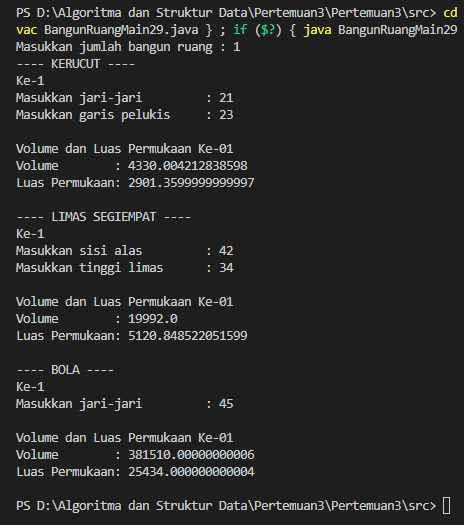 PS D:\Algoritma dan Struktur Data\Pertemuan3\Pertemuan3\src> cd
vac BangunRuangMain29.java } ; if ($?) { java BangunRuangMain29
Masukkan jumlah bangun ruang : 1
---- KERUCUT ----
Ke-1
Masukkan jari-jari : 21
Masukkan garis pelukis : 23
Volume dan Luas Permukaan Ke-01
Volume : 4330.004212838598
Luas Permukaan: 2901.3599999999997
---- LIMAS SEGIEMPAT ----
Ke-1
Masukkan sisi alas : 42
Masukkan tinggi limas : 34
Volume dan Luas Permukaan Ke-01
Volume : 19992.0
Luas Permukaan: 5120.848522051599
---- BOLA ----
Ke-1
Masukkan jari-jari : 45
Volume dan Luas Permukaan Ke-01
Volume : 381510.00000000006
Luas Permukaan: 25434.000000000004
PS D:\Algoritma dan Struktur Data\Pertemuan3\Pertemuan3\src>